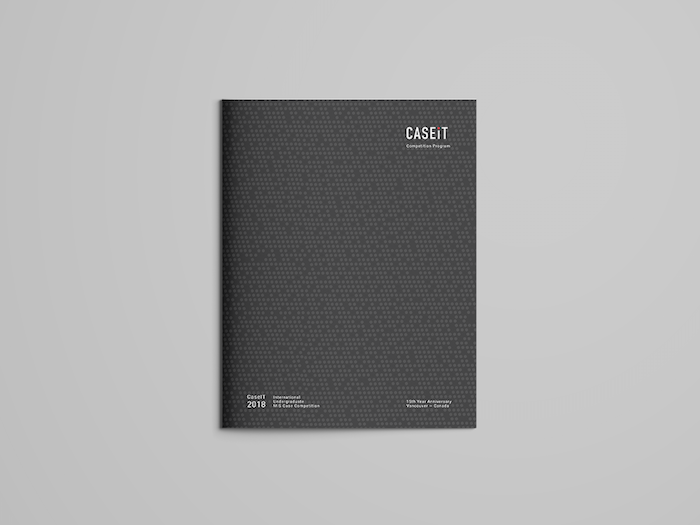 CASEiT
Competition Program
CaseIT
2018
International
Undergraduate
MIS Case Competition
15th Year Anniversary
Vancouver – Canada